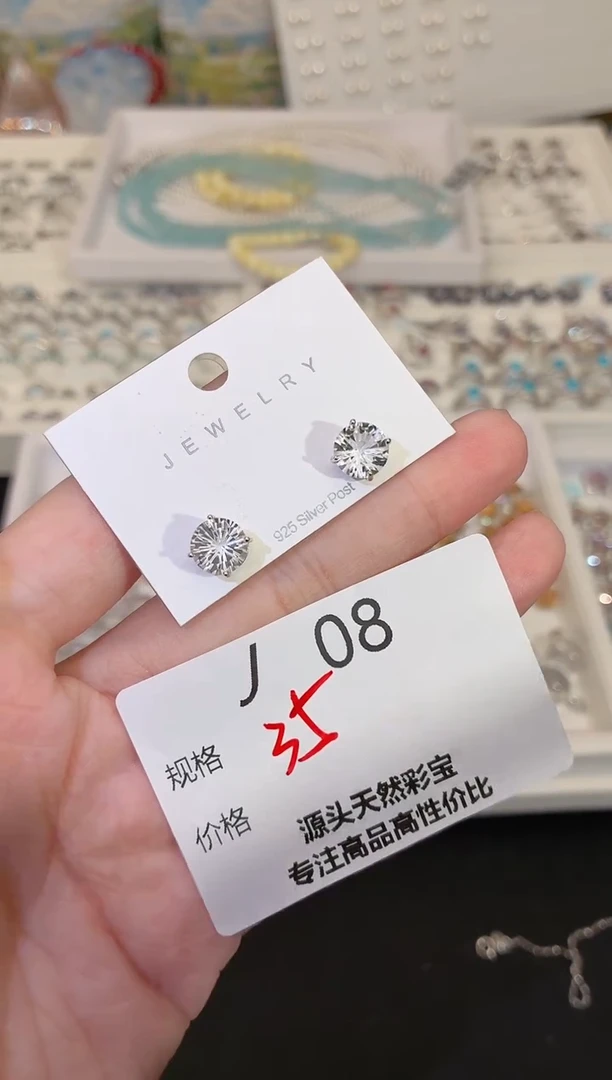 JEWELRY
925 Silver Post
J 08
规格 红
价格
源头天然彩宝
专注高品高性价比